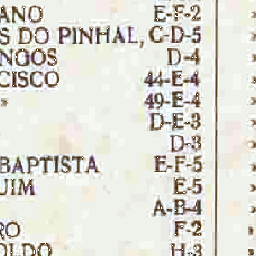 ANO E-F-2
S DO PINHAL, C-D-5
NGOS D-4
CISCO 44-E-4
» 49-E-4
D-E-3
D-3
BAPTISTA E-F-5
UIM E-5
A-B-4
RO F-2
OLDO H-3